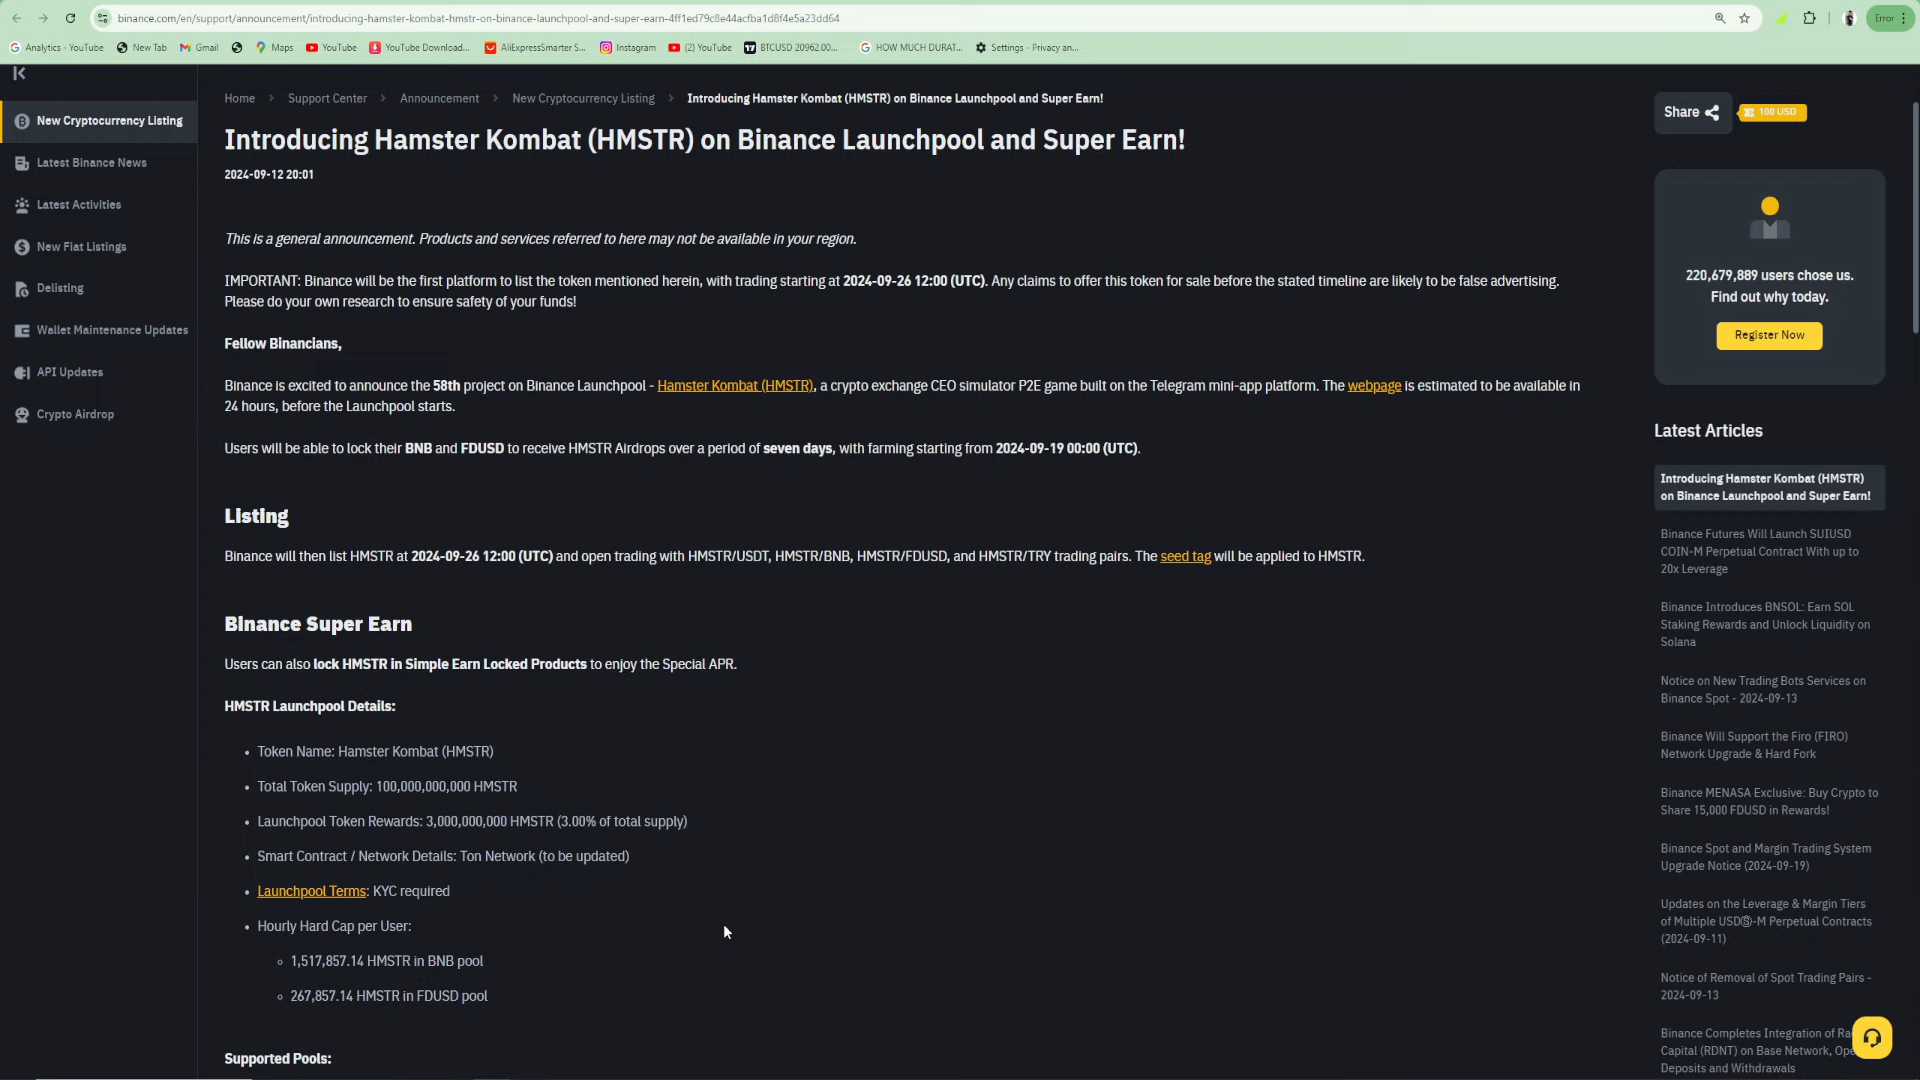 binance.com/en/support/announcement/introducing-hamster-kombat-hmstr-on-binance-launchpool-and-super-earn-4ff1ed79c8e44acfba1d8f4e5a23dd64
Error
Analytics - YouTube
New Tab
Gmail
Maps
YouTube
YouTube Download...
AliExpressSmarter S...
Instagram
(2) YouTube
BTCUSD 20962.00...
HOW MUCH DURAT...
Settings - Privacy an...
New Cryptocurrency Listing
Latest Binance News
Latest Activities
New Fiat Listings
Delisting
Wallet Maintenance Updates
API Updates
Crypto Airdrop
Home > Support Center > Announcement > New Cryptocurrency Listing > Introducing Hamster Kombat (HMSTR) on Binance Launchpool and Super Earn!
Introducing Hamster Kombat (HMSTR) on Binance Launchpool and Super Earn!
2024-09-12 20:01
This is a general announcement. Products and services referred to here may not be available in your region.
IMPORTANT: Binance will be the first platform to list the token mentioned herein, with trading starting at 2024-09-26 12:00 (UTC). Any claims to offer this token for sale before the stated timeline are likely to be false advertising.
Please do your own research to ensure safety of your funds!
Fellow Binancians,
Binance is excited to announce the 58th project on Binance Launchpool - Hamster Kombat (HMSTR), a crypto exchange CEO simulator P2E game built on the Telegram mini-app platform. The webpage is estimated to be available in
24 hours, before the Launchpool starts.
Users will be able to lock their BNB and FDUSD to receive HMSTR Airdrops over a period of seven days, with farming starting from 2024-09-19 00:00 (UTC).
Listing
Binance will then list HMSTR at 2024-09-26 12:00 (UTC) and open trading with HMSTR/USDT, HMSTR/BNB, HMSTR/FDUSD, and HMSTR/TRY trading pairs. The seed tag will be applied to HMSTR.
Binance Super Earn
Users can also lock HMSTR in Simple Earn Locked Products to enjoy the Special APR.
HMSTR Launchpool Details:
• Token Name: Hamster Kombat (HMSTR)
• Total Token Supply: 100,000,000,000 HMSTR
• Launchpool Token Rewards: 3,000,000,000 HMSTR (3.00% of total supply)
• Smart Contract / Network Details: Ton Network (to be updated)
• Launchpool Terms: KYC required
• Hourly Hard Cap per User:
◦ 1,517,857.14 HMSTR in BNB pool
◦ 267,857.14 HMSTR in FDUSD pool
Supported Pools:
Share
100 USD
220,679,889 users chose us.
Find out why today.
Register Now
Latest Articles
Introducing Hamster Kombat (HMSTR)
on Binance Launchpool and Super Earn!
Binance Futures Will Launch SUIUSD
COIN-M Perpetual Contract With up to
20x Leverage
Binance Introduces BNSOL: Earn SOL
Staking Rewards and Unlock Liquidity on
Solana
Notice on New Trading Bots Services on
Binance Spot - 2024-09-13
Binance Will Support the Firo (FIRO)
Network Upgrade & Hard Fork
Binance MENASA Exclusive: Buy Crypto to
Share 15,000 FDUSD in Rewards!
Binance Spot and Margin Trading System
Upgrade Notice (2024-09-19)
Updates on the Leverage & Margin Tiers
of Multiple USDⓈ-M Perpetual Contracts
(2024-09-11)
Notice of Removal of Spot Trading Pairs -
2024-09-13
Binance Completes Integration of
Capital (RDNT) on Base Network,
Deposits and Withdrawals